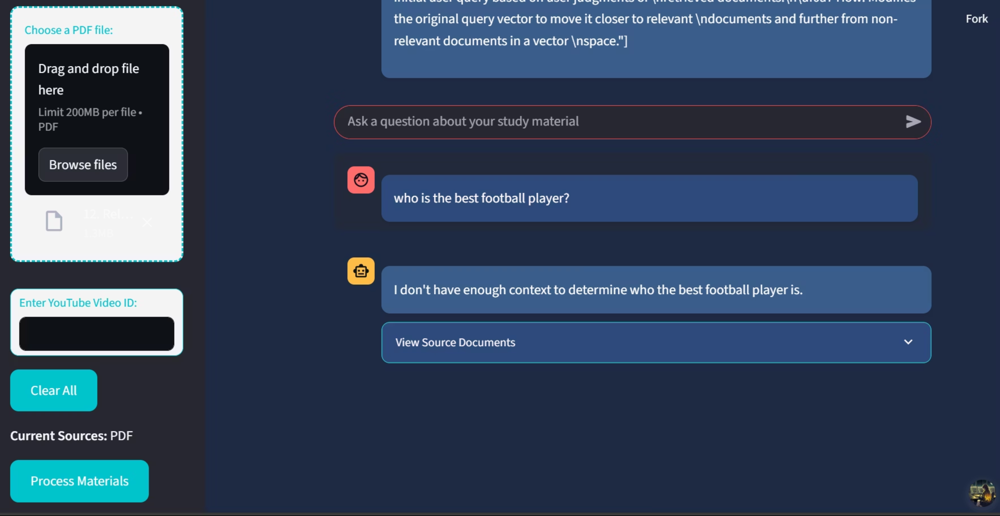 Choose a PDF file:
Drag and drop file
here
Limit 200MB per file •
PDF
Browse files
12. Rel...
1.3MB
Enter YouTube Video ID:
Clear All
Current Sources: PDF
Process Materials
the original query vector to move it closer to relevant \ndocuments and further from non-
relevant documents in a vector \nspace."]
Ask a question about your study material
who is the best football player?
I don't have enough context to determine who the best football player is.
View Source Documents
Fork